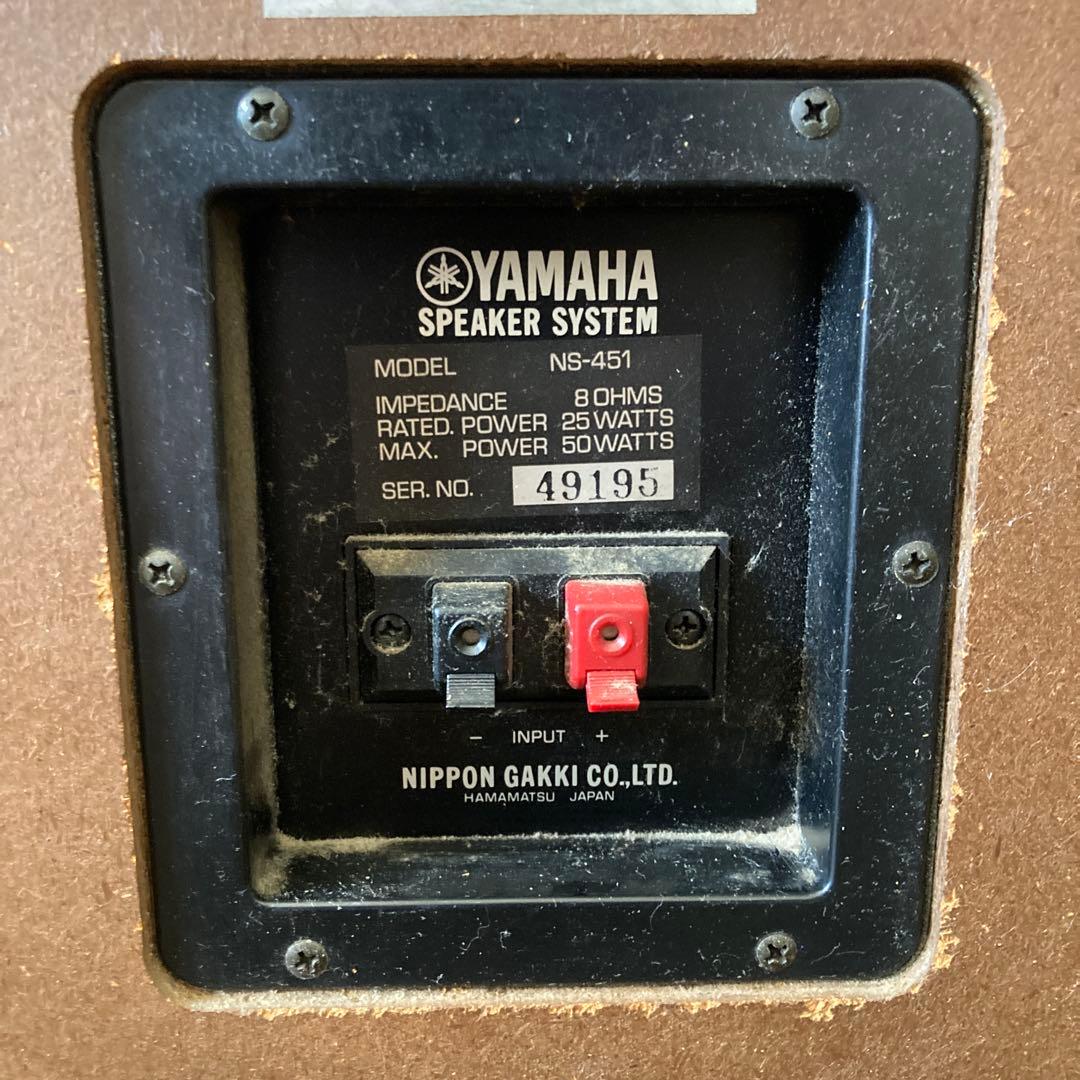 YAMAHA
SPEAKER SYSTEM
MODEL NS-451
IMPEDANCE 8 OHMS
RATED. POWER 25 WATTS
MAX. POWER 50 WATTS
SER. NO. 49195
- INPUT +
NIPPON GAKKI CO.,LTD.
HAMAMATSU JAPAN